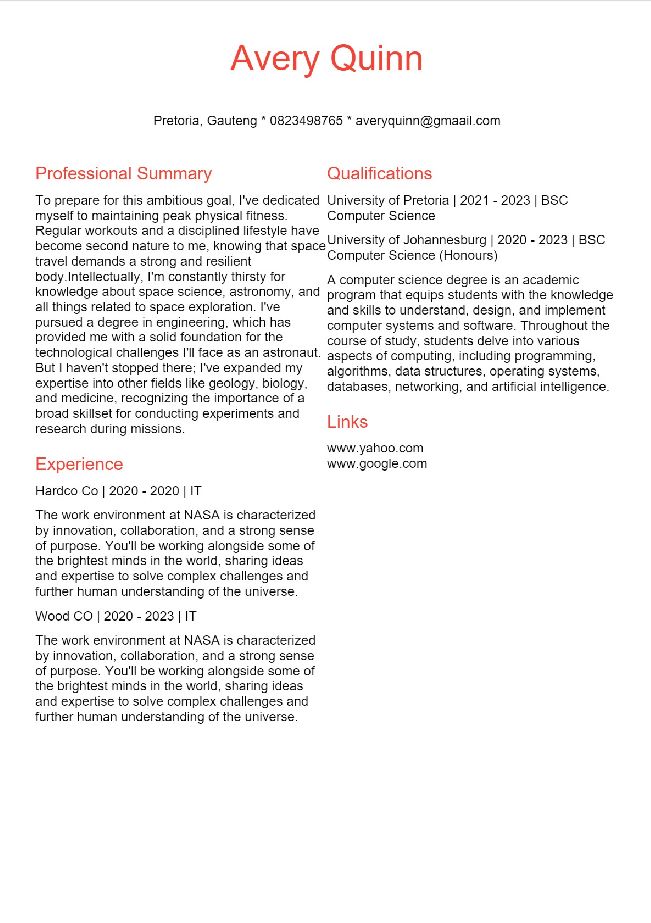 Avery Quinn
Pretoria, Gauteng * 0823498765 * averyquinn@gmaail.com
Professional Summary
To prepare for this ambitious goal, I've dedicated
myself to maintaining peak physical fitness.
Regular workouts and a disciplined lifestyle have
become second nature to me, knowing that space
travel demands a strong and resilient
body.Intellectually, I'm constantly thirsty for
knowledge about space science, astronomy, and
all things related to space exploration. I've
pursued a degree in engineering, which has
provided me with a solid foundation for the
technological challenges I'll face as an astronaut.
But I haven't stopped there; I've expanded my
expertise into other fields like geology, biology,
and medicine, recognizing the importance of a
broad skillset for conducting experiments and
research during missions.
Experience
Hardco Co | 2020 - 2020 | IT
The work environment at NASA is characterized
by innovation, collaboration, and a strong sense
of purpose. You'll be working alongside some of
the brightest minds in the world, sharing ideas
and expertise to solve complex challenges and
further human understanding of the universe.
Wood CO | 2020 - 2023 | IT
The work environment at NASA is characterized
by innovation, collaboration, and a strong sense
of purpose. You'll be working alongside some of
the brightest minds in the world, sharing ideas
and expertise to solve complex challenges and
further human understanding of the universe.
Qualifications
University of Pretoria | 2021 - 2023 | BSC
Computer Science
University of Johannesburg | 2020 - 2023 | BSC
Computer Science (Honours)
A computer science degree is an academic
program that equips students with the knowledge
and skills to understand, design, and implement
computer systems and software. Throughout the
course of study, students delve into various
aspects of computing, including programming,
algorithms, data structures, operating systems,
databases, networking, and artificial intelligence.
Links
www.yahoo.com
www.google.com